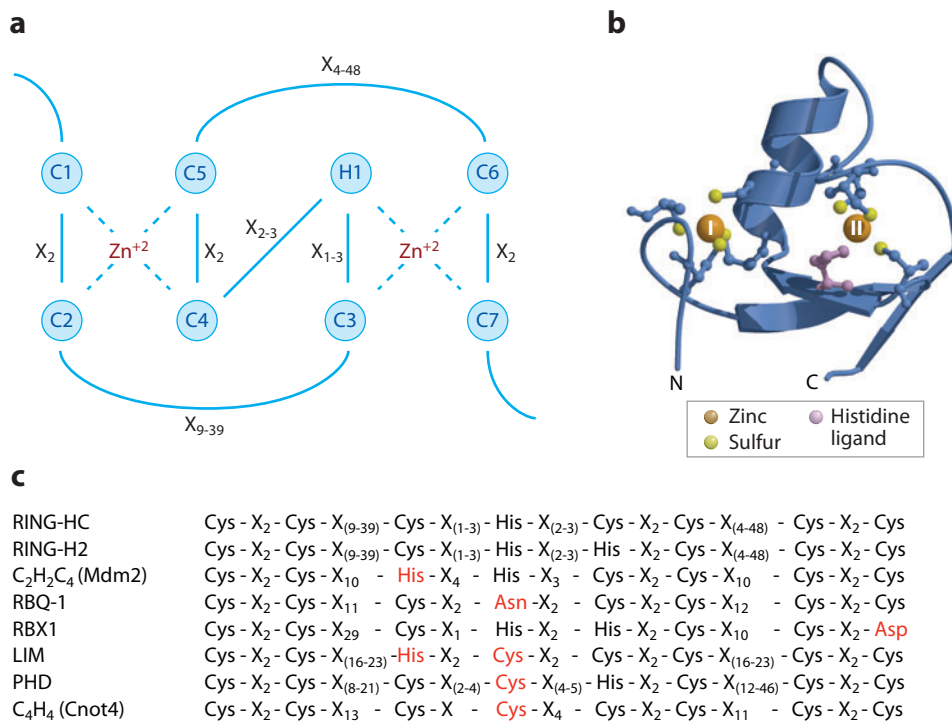 a
b
X4-48
C1
C5
H1
C6
X2
Zn+2
X2
X2-3
X1-3
Zn+2
X2
C2
C4
C3
C7
X9-39
I
II
N
C
Zinc
Sulfur
Histidine
ligand
c
RING-HC Cys - X2 - Cys - X(9-39) - Cys - X(1-3) - His - X(2-3) - Cys - X2 - Cys - X(4-48) - Cys - X2 - Cys
RING-H2 Cys - X2 - Cys - X(9-39) - Cys - X(1-3) - His - X(2-3) - His - X2 - Cys - X(4-48) - Cys - X2 - Cys
C2H2C4 (Mdm2) Cys - X2 - Cys - X10 - His - X4 - His - X3 - Cys - X2 - Cys - X10 - Cys - X2 - Cys
RBQ-1 Cys - X2 - Cys - X11 - Cys - X2 - Asn - X2 - Cys - X2 - Cys - X12 - Cys - X2 - Cys
RBX1 Cys - X2 - Cys - X29 - Cys - X1 - His - X2 - His - X2 - Cys - X10 - Cys - X2 - Asp
LIM Cys - X2 - Cys - X(16-23) - His - X2 - Cys - X2 - Cys - X2 - Cys - X(16-23) - Cys - X2 - Cys
PHD Cys - X2 - Cys - X(8-21) - Cys - X(2-4) - Cys - X(4-5) - His - X2 - Cys - X(12-46) - Cys - X2 - Cys
C4H4 (Cnot4) Cys - X2 - Cys - X13 - Cys - X - Cys - X4 - Cys - X2 - Cys - X11 - Cys - X2 - Cys